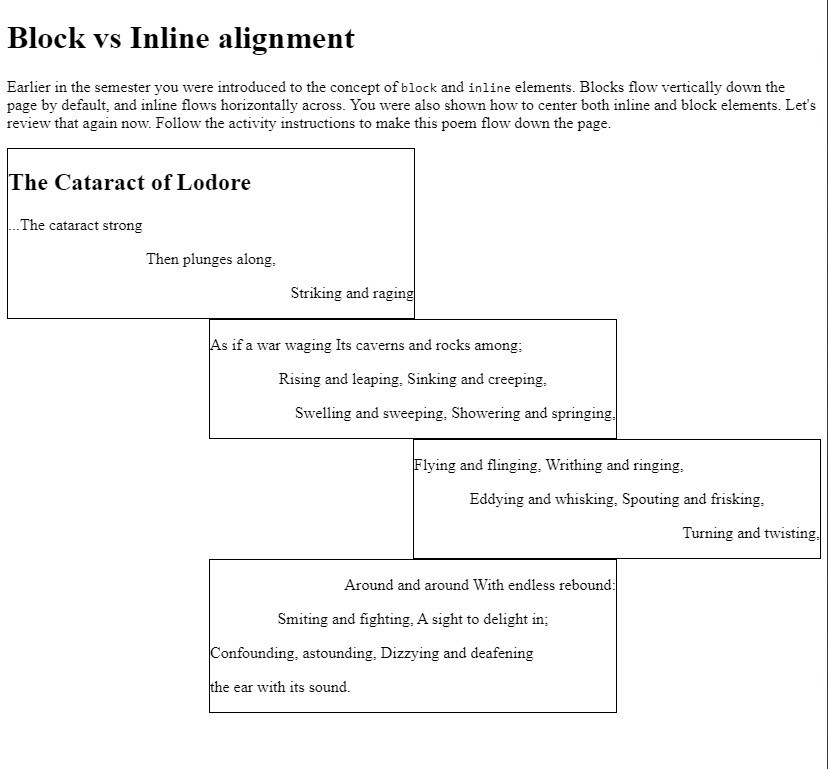 Block vs Inline alignment
Earlier in the semester you were introduced to the concept of block and inline elements. Blocks flow vertically down the
page by default, and inline flows horizontally across. You were also shown how to center both inline and block elements. Let's
review that again now. Follow the activity instructions to make this poem flow down the page.
The Cataract of Lodore
...The cataract strong
Then plunges along,
Striking and raging
As if a war waging Its caverns and rocks among;
Rising and leaping, Sinking and creeping,
Swelling and sweeping, Showering and springing,
Flying and flinging, Writhing and ringing,
Eddying and whisking, Spouting and frisking,
Turning and twisting,
Around and around With endless rebound:
Smiting and fighting, A sight to delight in;
Confounding, astounding, Dizzying and deafening
the ear with its sound.